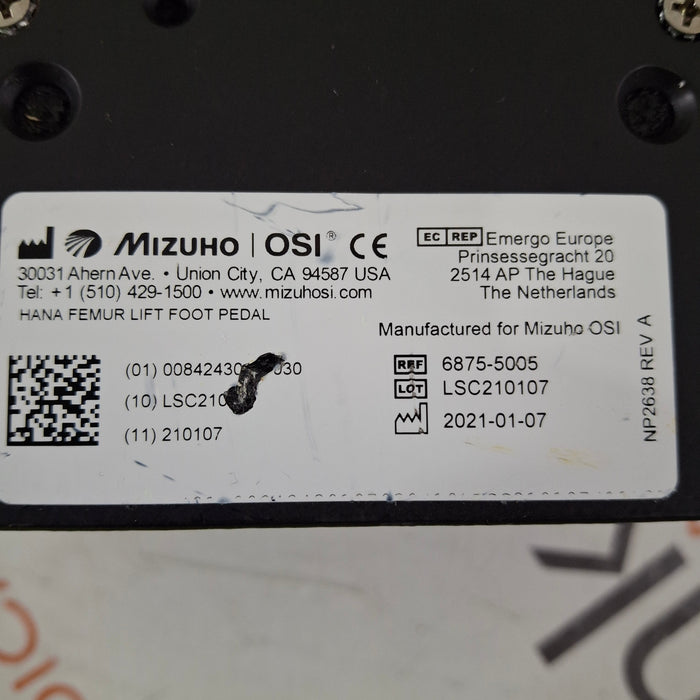 MIZUHO | OSI® CE
30031 Ahern Ave. • Union City, CA 94587 USA
Tel: +1 (510) 429-1500 • www.mizuhosi.com
HANA FEMUR LIFT FOOT PEDAL
EC REP Emergo Europe
Prinsessegracht 20
2514 AP The Hague
The Netherlands
Manufactured for Mizuho OSI
(01) 00842430 030
(10) LSC210
(11) 210107
REF 6875-5005
LOT LSC210107
2021-01-07
NP2638 REV A